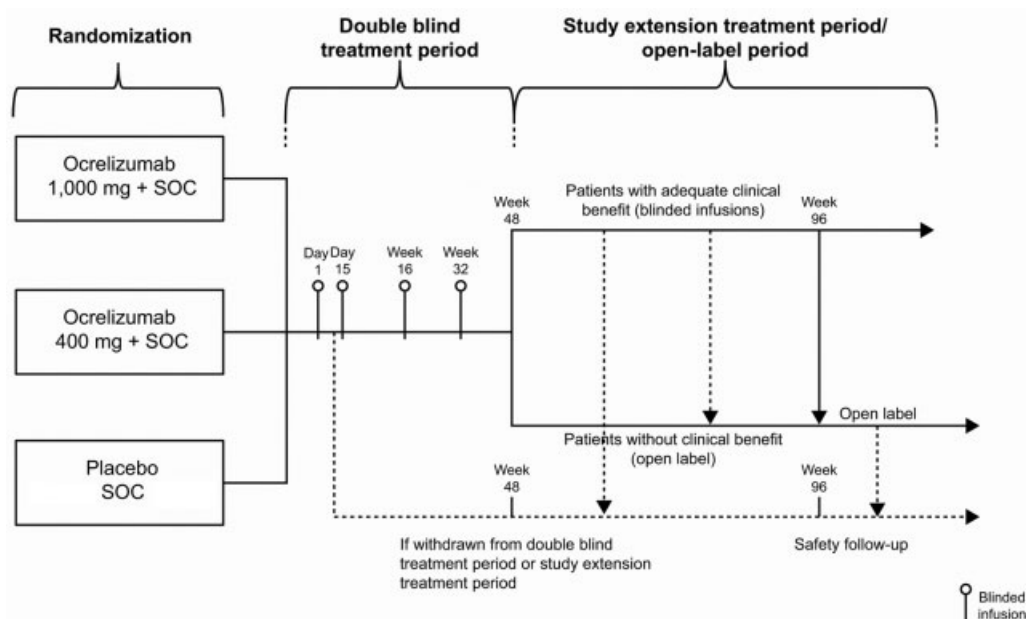 Randomization
Double blind
treatment period
Study extension treatment period/
open-label period
Ocrelizumab
1,000 mg + SOC
Ocrelizumab
400 mg + SOC
Placebo
SOC
Day
1
Day
15
Week
16
Week
32
Week
48
Patients with adequate clinical
benefit (blinded infusions)
Week
96
Open label
Patients without clinical benefit
(open label)
Week
48
Week
96
If withdrawn from double blind
treatment period or study extension
treatment period
Safety follow-up
Blinded
infusion